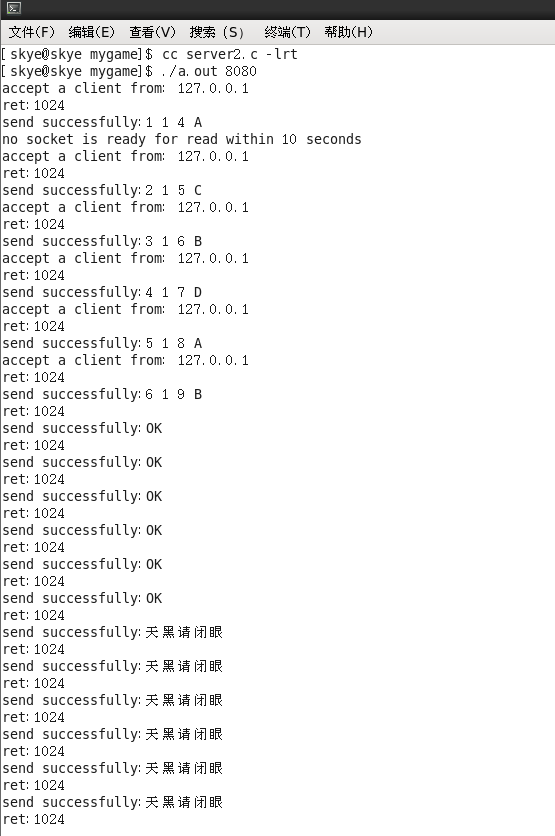 文件(F) 编辑(E) 查看(V) 搜索 (S) 终端(T) 帮助(H)
[skye@skye mygame]$ cc server2.c -lrt
[skye@skye mygame]$ ./a.out 8080
accept a client from: 127.0.0.1
ret:1024
send successfully:1 1 4 A
no socket is ready for read within 10 seconds
accept a client from: 127.0.0.1
ret:1024
send successfully:2 1 5 C
accept a client from: 127.0.0.1
ret:1024
send successfully:3 1 6 B
accept a client from: 127.0.0.1
ret:1024
send successfully:4 1 7 D
accept a client from: 127.0.0.1
ret:1024
send successfully:5 1 8 A
accept a client from: 127.0.0.1
ret:1024
send successfully:6 1 9 B
ret:1024
send successfully:OK
ret:1024
send successfully:OK
ret:1024
send successfully:OK
ret:1024
send successfully:OK
ret:1024
send successfully:OK
ret:1024
send successfully:OK
ret:1024
send successfully:天黑请闭眼
ret:1024
send successfully:天黑请闭眼
ret:1024
send successfully:天黑请闭眼
ret:1024
send successfully:天黑请闭眼
ret:1024
send successfully:天黑请闭眼
ret:1024
send successfully:天黑请闭眼
ret:1024